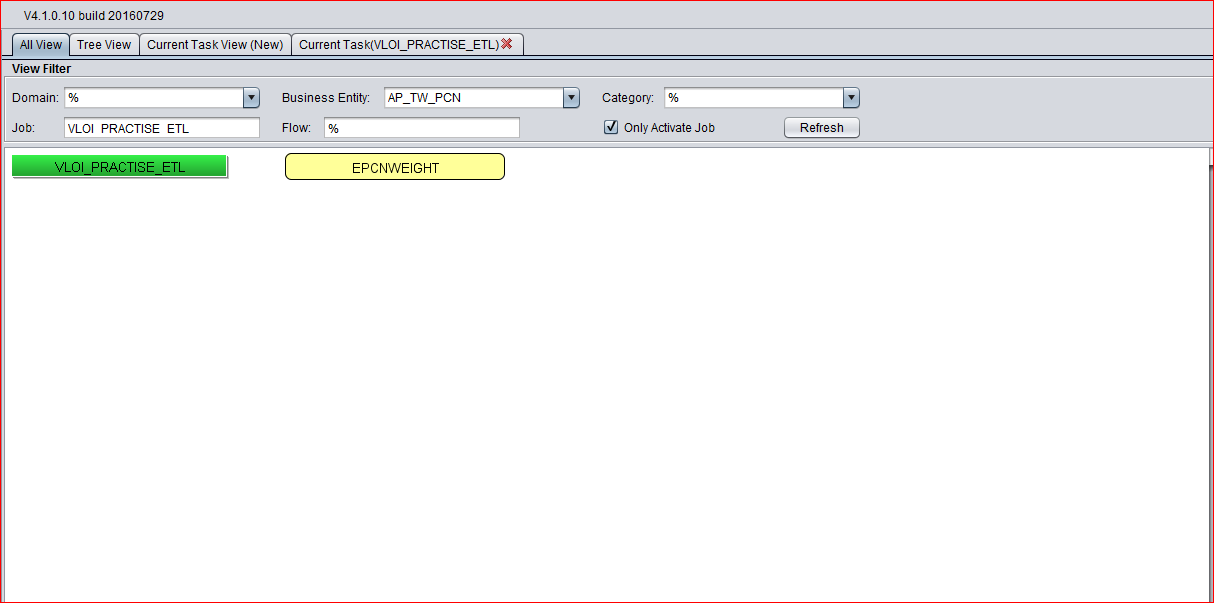 V4.1.0.10 build 20160729
All View Tree View Current Task View (New) Current Task(VLOI_PRACTISE_ETL)
View Filter
Domain: % Business Entity: AP_TW_PCN Category: %
Job: VLOI_PRACTISE_ETL Flow: % Only Activate Job Refresh
VLOI_PRACTISE_ETL EPCNWEIGHT